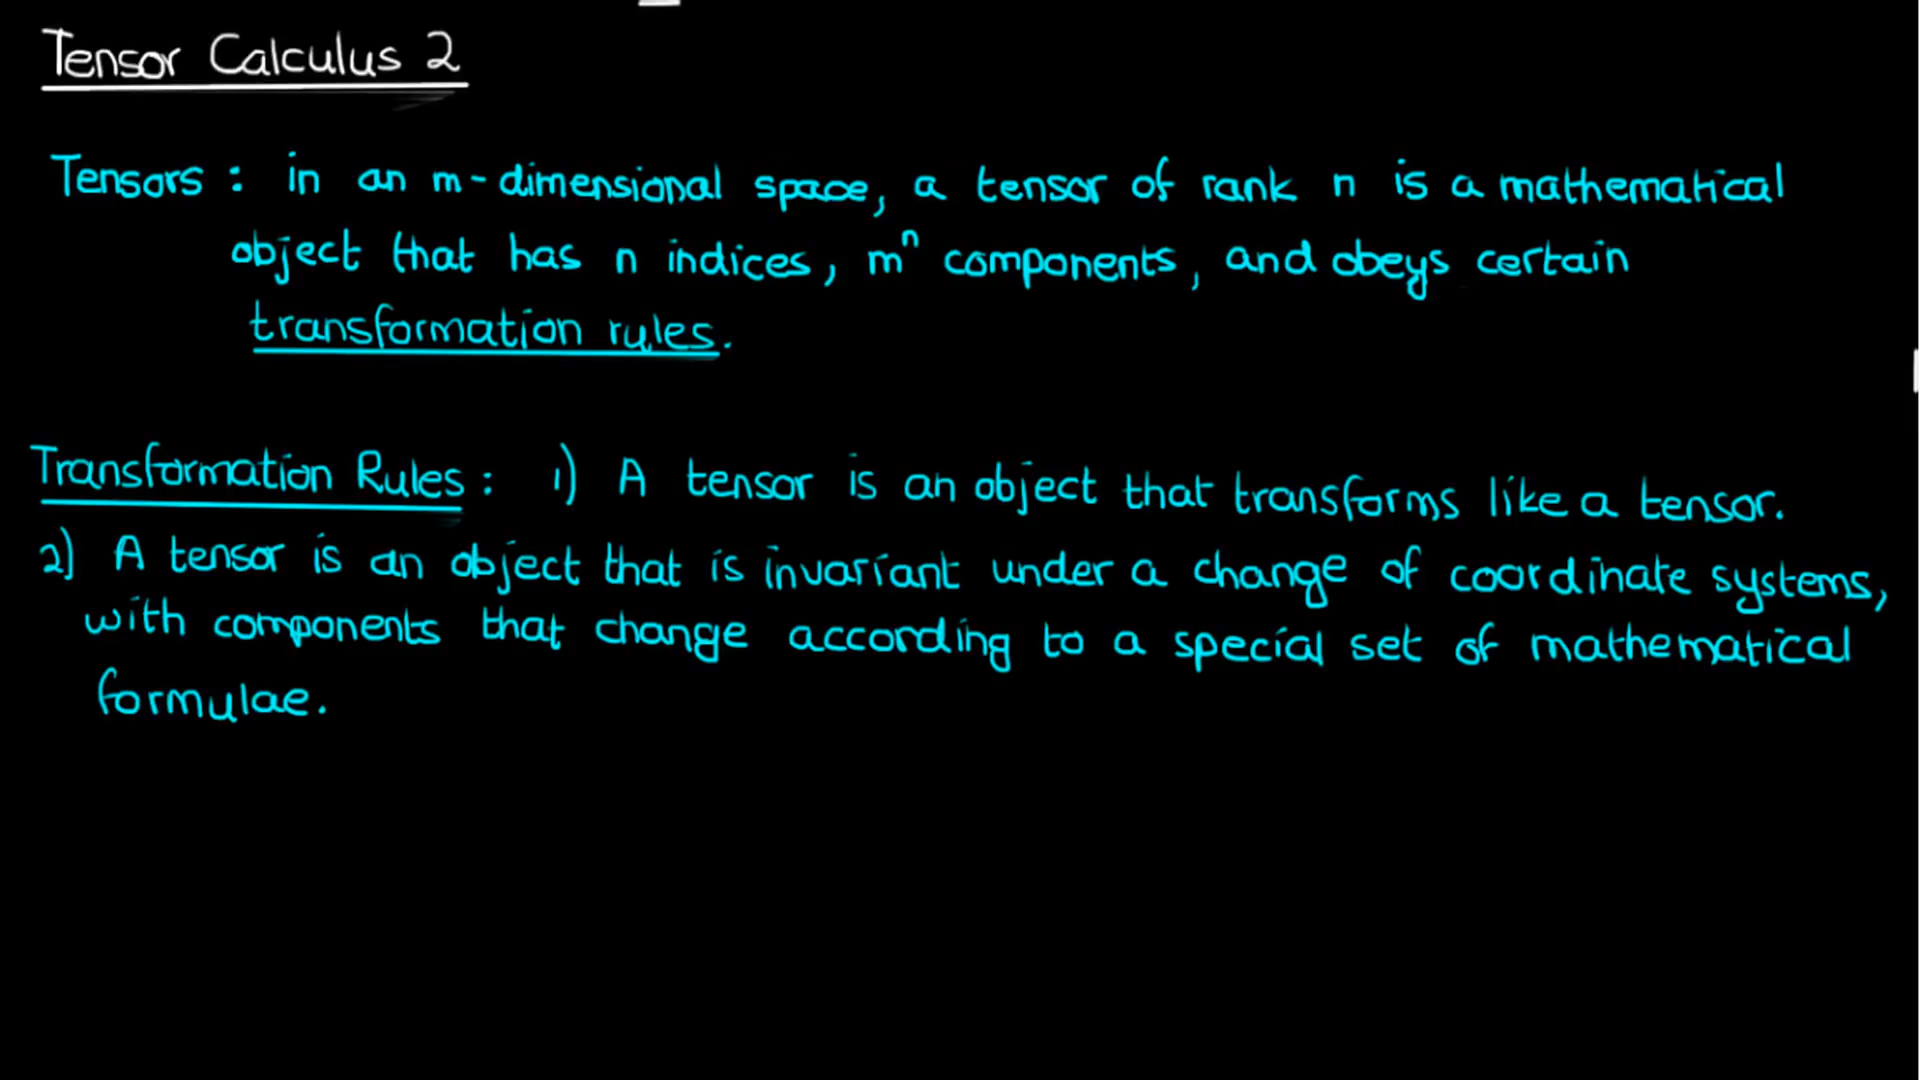 Tensor Calculus 2
Tensors : in an m-dimensional space, a tensor of rank n is a mathematical
object that has n indices, mⁿ components, and obeys certain
transformation rules.
Transformation Rules : 1) A tensor is an object that transforms like a tensor.
2) A tensor is an object that is invariant under a change of coordinate systems,
with components that change according to a special set of mathematical
formulae.